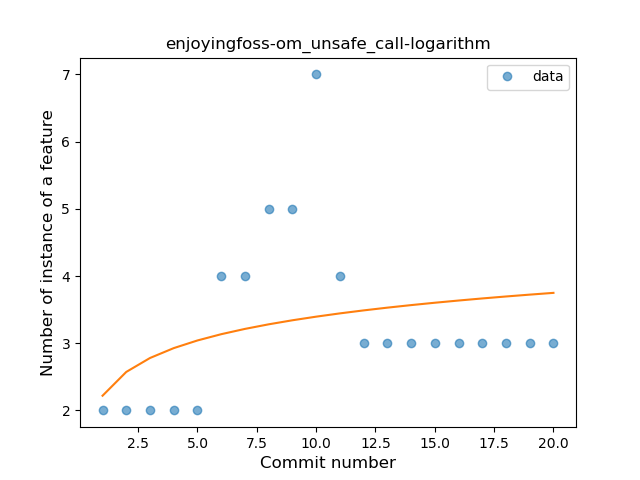 enjoyingfoss-om_unsafe_call-logarithm
data
Number of instance of a feature
7
6
5
4
3
2
2.5 5.0 7.5 10.0 12.5 15.0 17.5 20.0
Commit number